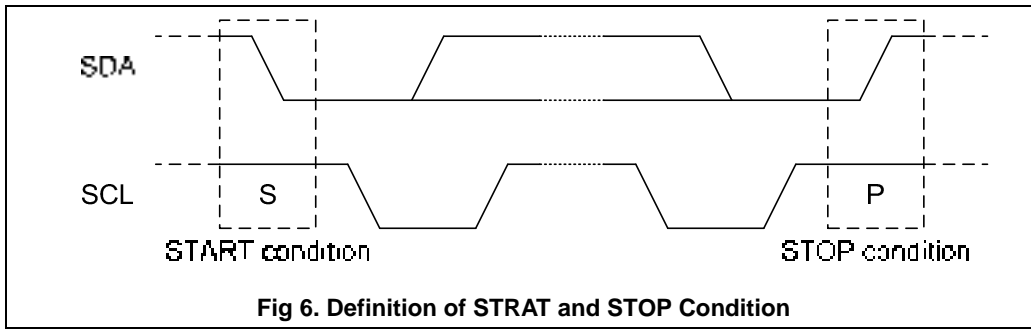 SDA
SCL
S
P
START condition
STOP condition
Fig 6. Definition of STRAT and STOP Condition